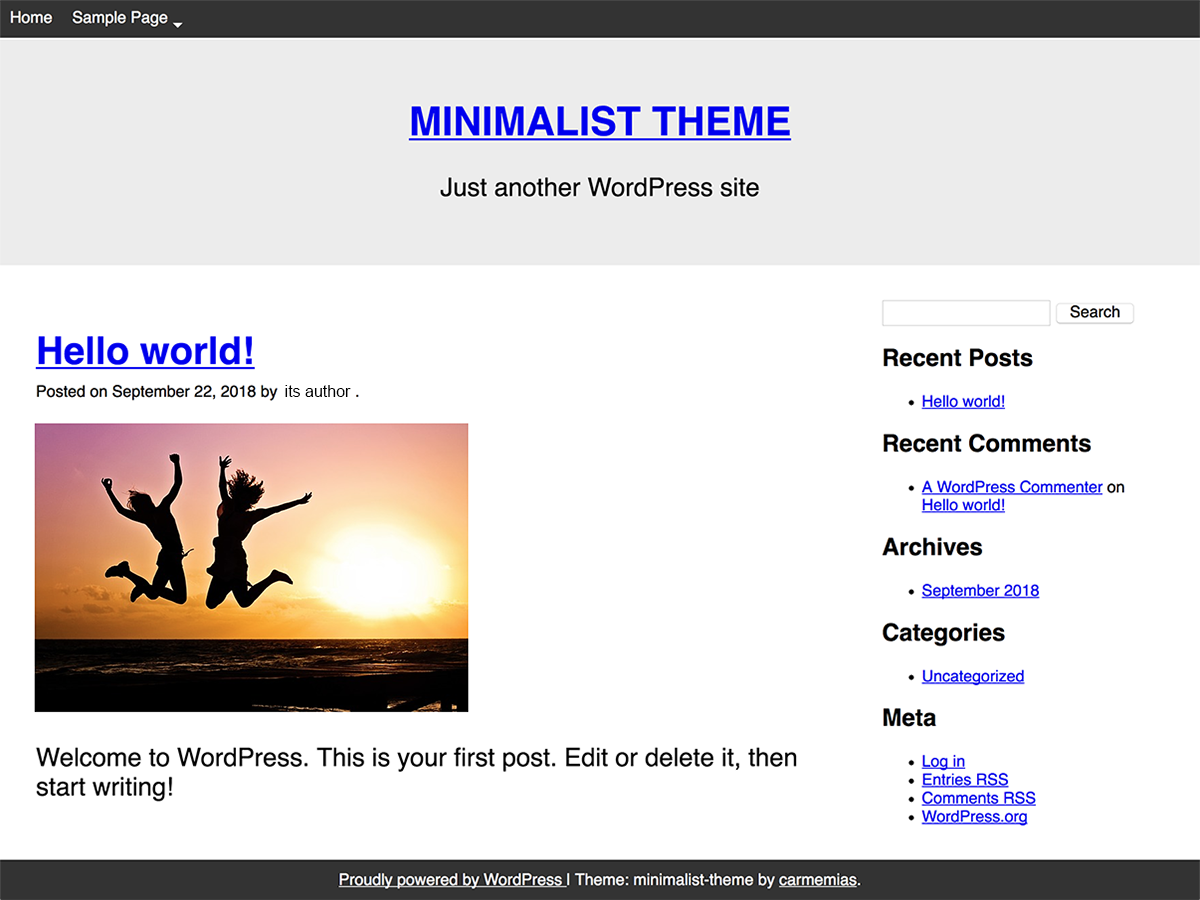 Home Sample Page
MINIMALIST THEME
Just another WordPress site
Hello world!
Posted on September 22, 2018 by its author .
Welcome to WordPress. This is your first post. Edit or delete it, then
start writing!
Search
Recent Posts
Hello world!
Recent Comments
A WordPress Commenter on
Hello world!
Archives
September 2018
Categories
Uncategorized
Meta
Log in
Entries RSS
Comments RSS
WordPress.org
Proudly powered by WordPress | Theme: minimalist-theme by carmemias.